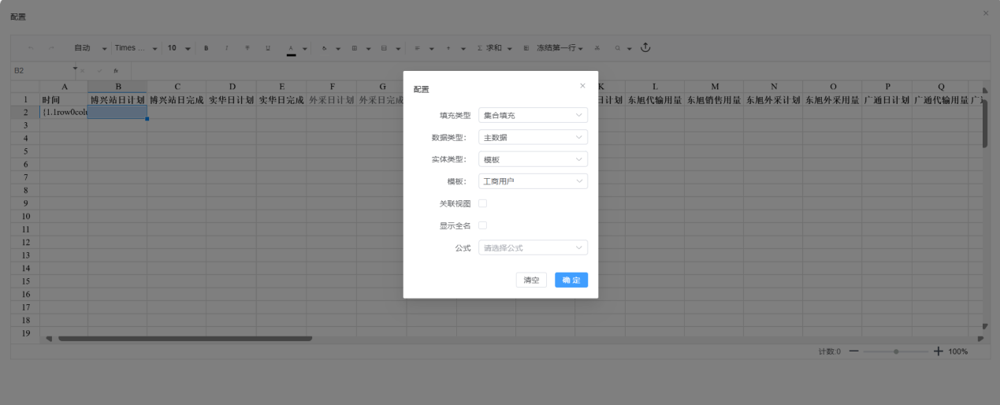 配置
自动 Times ... 10 B I U A Σ 求和 冻结第一行
B2 fx
A B C D E F G K L M N O P Q
1 时间 博兴站日计划 博兴站日完成 实华日计划 实华日完成 外采日计划 外采日完成 日计划 东旭代输用量 东旭销售用量 东旭外采计划 东旭外采用量 广通日计划 广通代输用量 广
2 {1.1row0colu
3
4
5
6
7
8
9
10
11
12
13
14
15
16
17
18
19
配置
填充类型 集合填充
数据类型: 主数据
实体类型: 模板
模板: 工商用户
关联视图
显示全名
公式 请选择公式
清空 确定
计数:0 100%